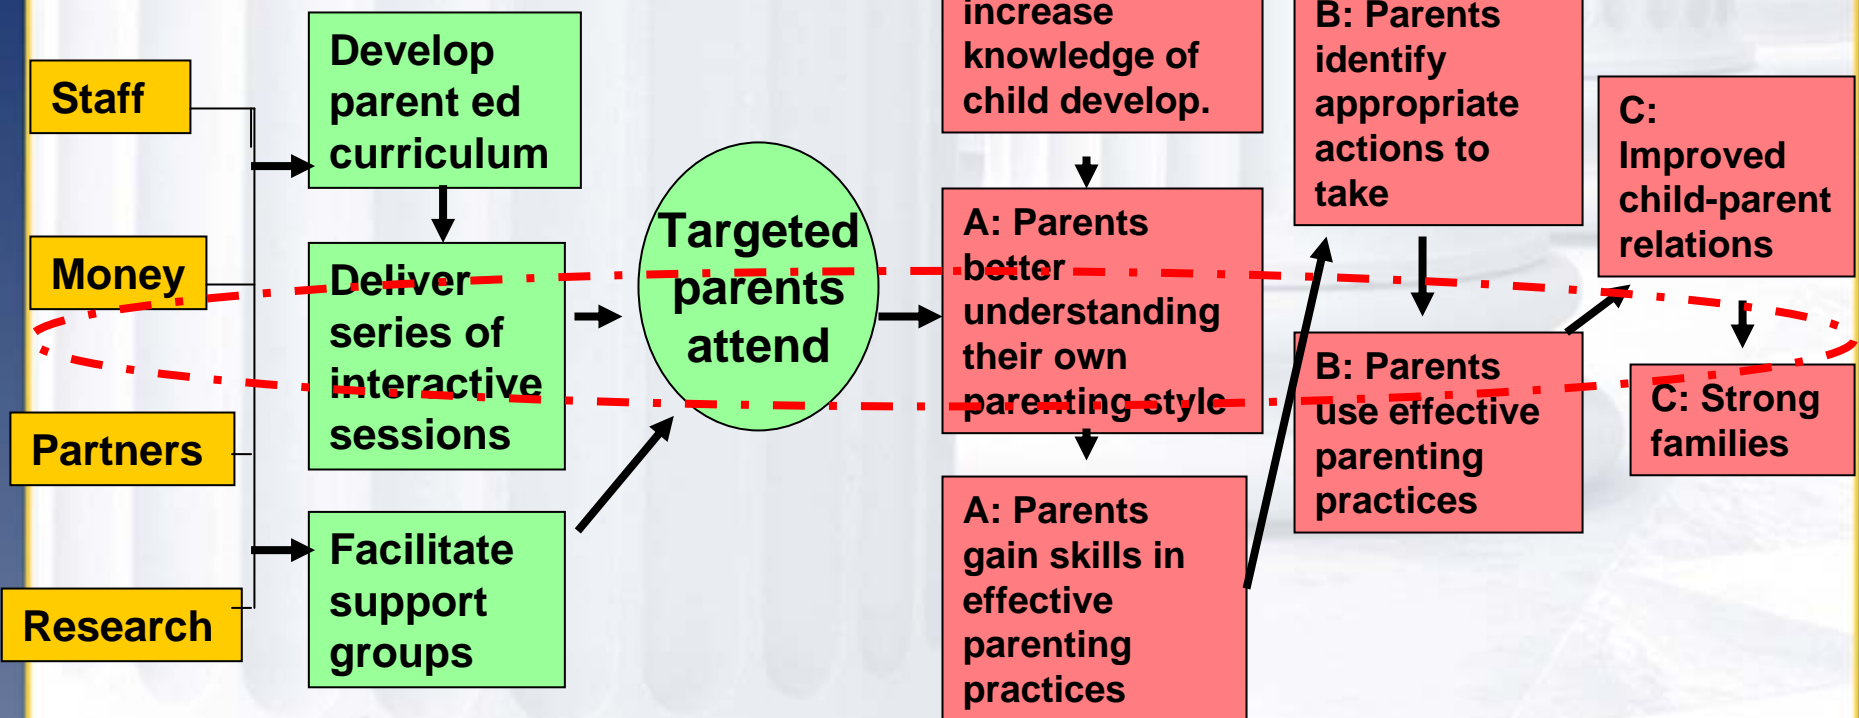 Staff
Money
Partners
Research
Develop
parent ed
curriculum
Deliver
series of
interactive
sessions
Facilitate
support
groups
Targeted
parents
attend
increase
knowledge of
child develop.
A: Parents
better
understanding
their own
parenting style
A: Parents
gain skills in
effective
parenting
practices
B: Parents
identify
appropriate
actions to
take
B: Parents
use effective
parenting
practices
C:
Improved
child-parent
relations
C: Strong
families